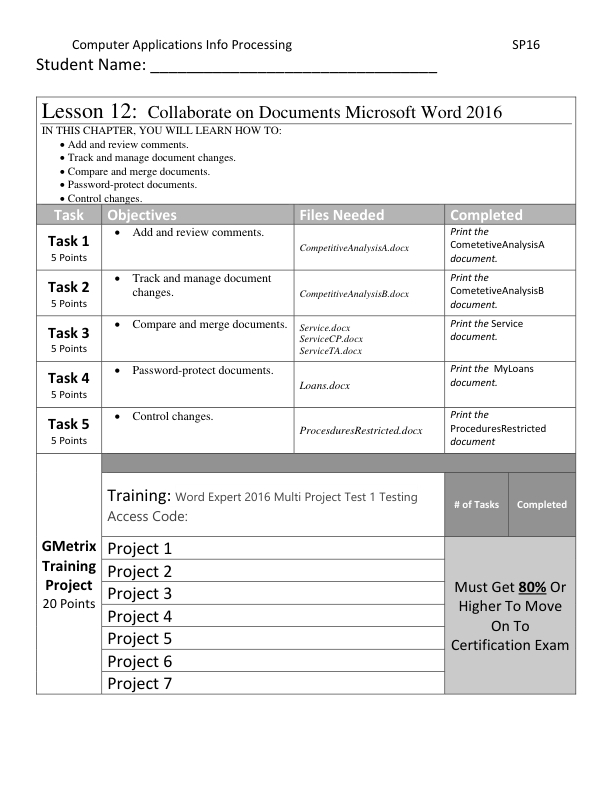 Computer Applications Info Processing SP16
Student Name: ________________________________
Lesson 12: Collaborate on Documents Microsoft Word 2016
IN THIS CHAPTER, YOU WILL LEARN HOW TO:
• Add and review comments.
• Track and manage document changes.
• Compare and merge documents.
• Password-protect documents.
• Control changes.
Task Objectives Files Needed Completed
Task 1
5 Points
• Add and review comments.
CompetitiveAnalysisA.docx
Print the
CometetiveAnalysisA
document.
Task 2
5 Points
• Track and manage document
changes.
CompetitiveAnalysisB.docx
Print the
CometetiveAnalysisB
document.
Task 3
5 Points
• Compare and merge documents.
Service.docx
ServiceCP.docx
ServiceTA.docx
Print the Service
document.
Task 4
5 Points
• Password-protect documents.
Loans.docx
Print the MyLoans
document.
Task 5
5 Points
• Control changes.
ProcesduresRestricted.docx
Print the
ProceduresRestricted
document
GMetrix
Training
Project
20 Points
Training: Word Expert 2016 Multi Project Test 1 Testing
Access Code:
# of Tasks Completed
Project 1
Project 2
Project 3
Project 4
Project 5
Project 6
Project 7
Must Get 80% Or
Higher To Move
On To
Certification Exam